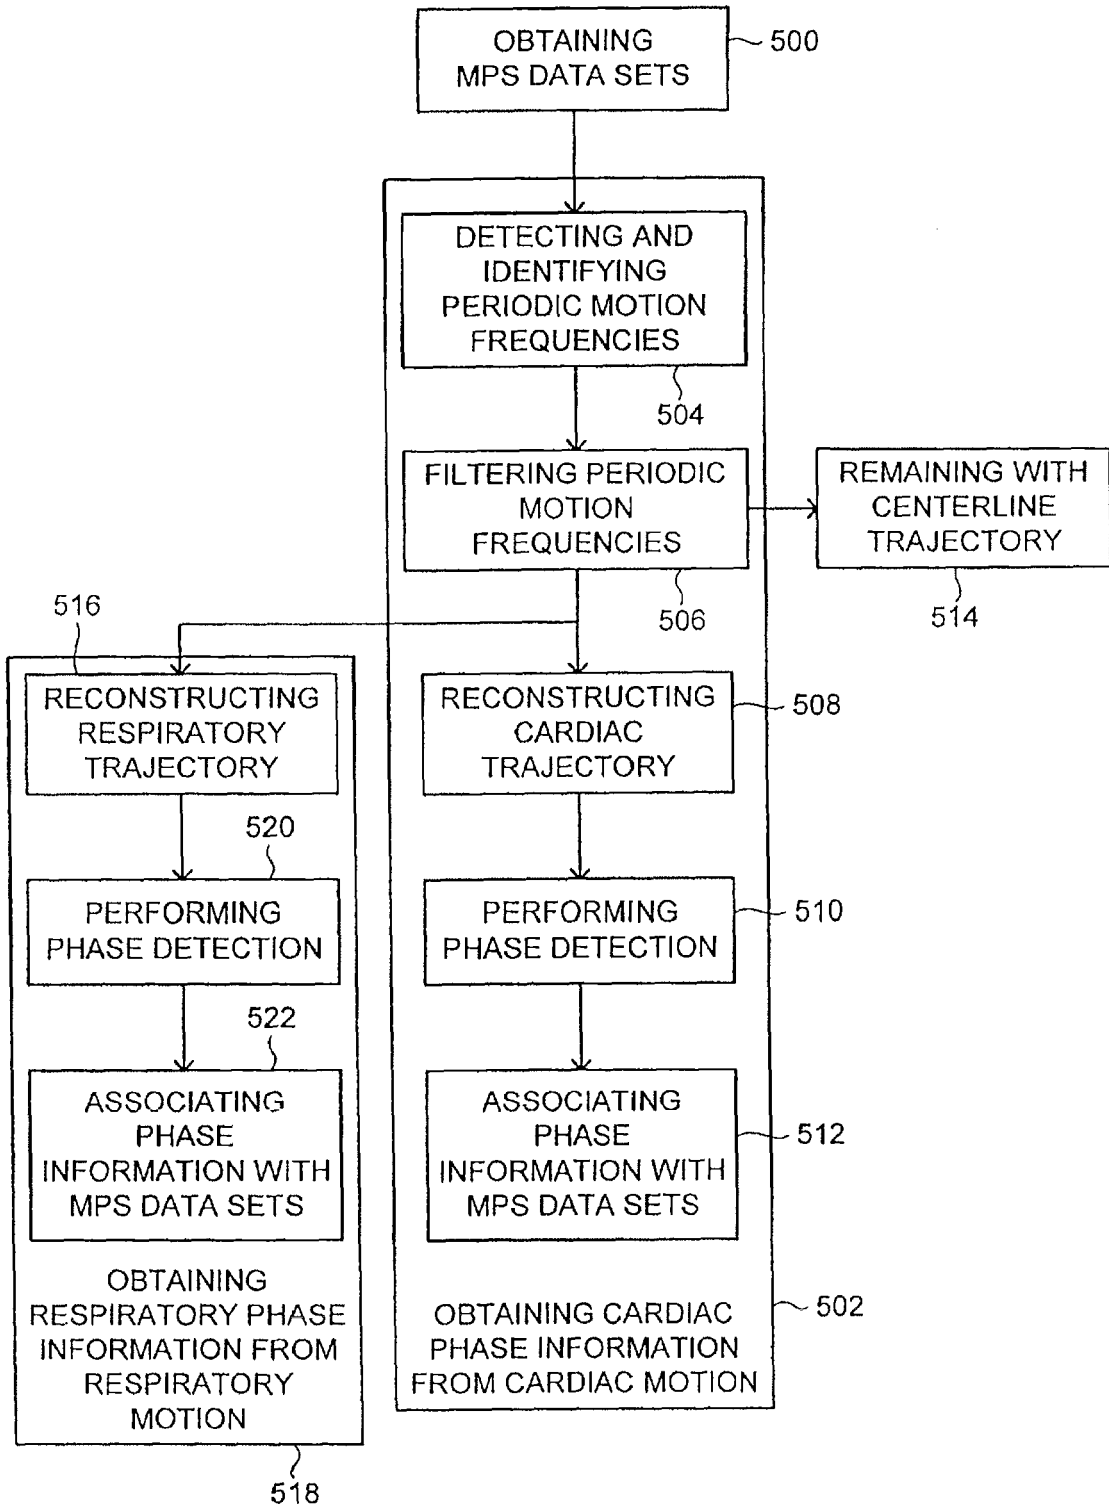 OBTAINING
MPS DATA SETS
500
DETECTING AND
IDENTIFYING
PERIODIC MOTION
FREQUENCIES
504
FILTERING PERIODIC
MOTION
FREQUENCIES
506
REMAINING WITH
CENTERLINE
TRAJECTORY
514
516
RECONSTRUCTING
RESPIRATORY
TRAJECTORY
RECONSTRUCTING
CARDIAC
TRAJECTORY
508
520
PERFORMING
PHASE DETECTION
PERFORMING
PHASE DETECTION
510
522
ASSOCIATING
PHASE
INFORMATION WITH
MPS DATA SETS
ASSOCIATING
PHASE
INFORMATION WITH
MPS DATA SETS
512
OBTAINING
RESPIRATORY PHASE
INFORMATION FROM
RESPIRATORY
MOTION
518
OBTAINING CARDIAC
PHASE INFORMATION
FROM CARDIAC MOTION
502